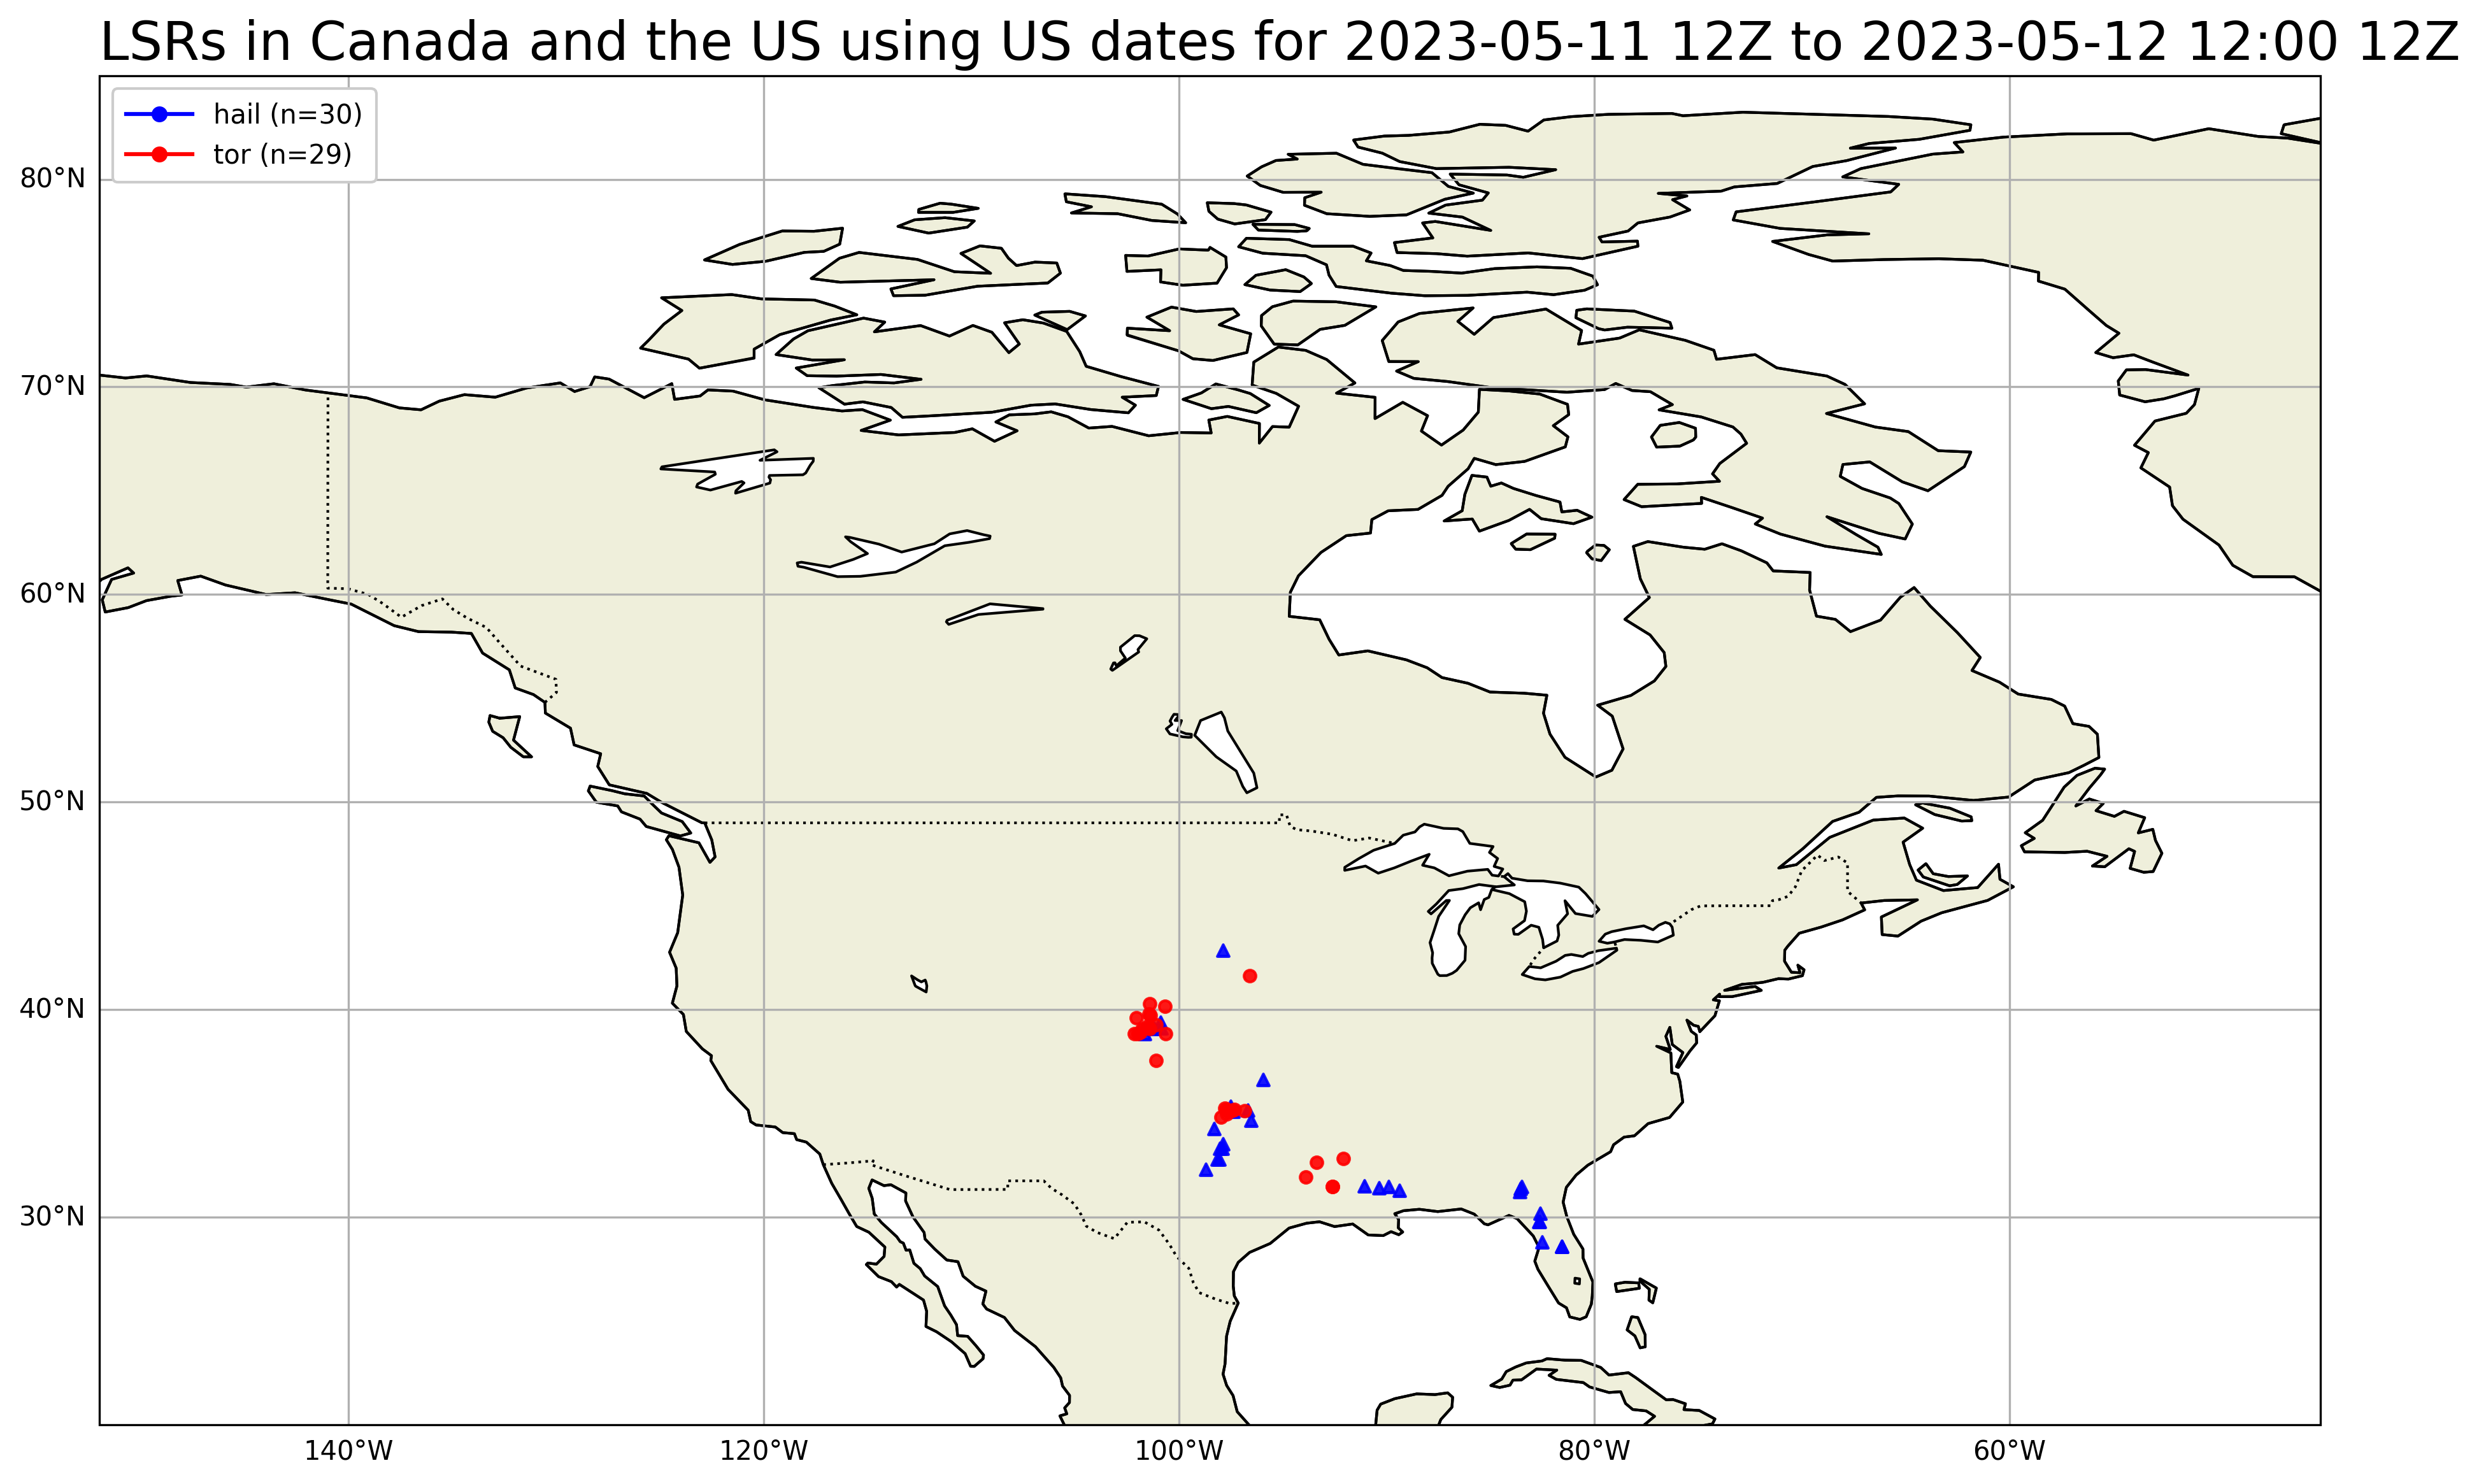 LSRs in Canada and the US using US dates for 2023-05-11 12Z to 2023-05-12 12:00 12Z
hail (n=30)
tor (n=29)
80°N
70°N
60°N
50°N
40°N
30°N
140°W 120°W 100°W 80°W 60°W